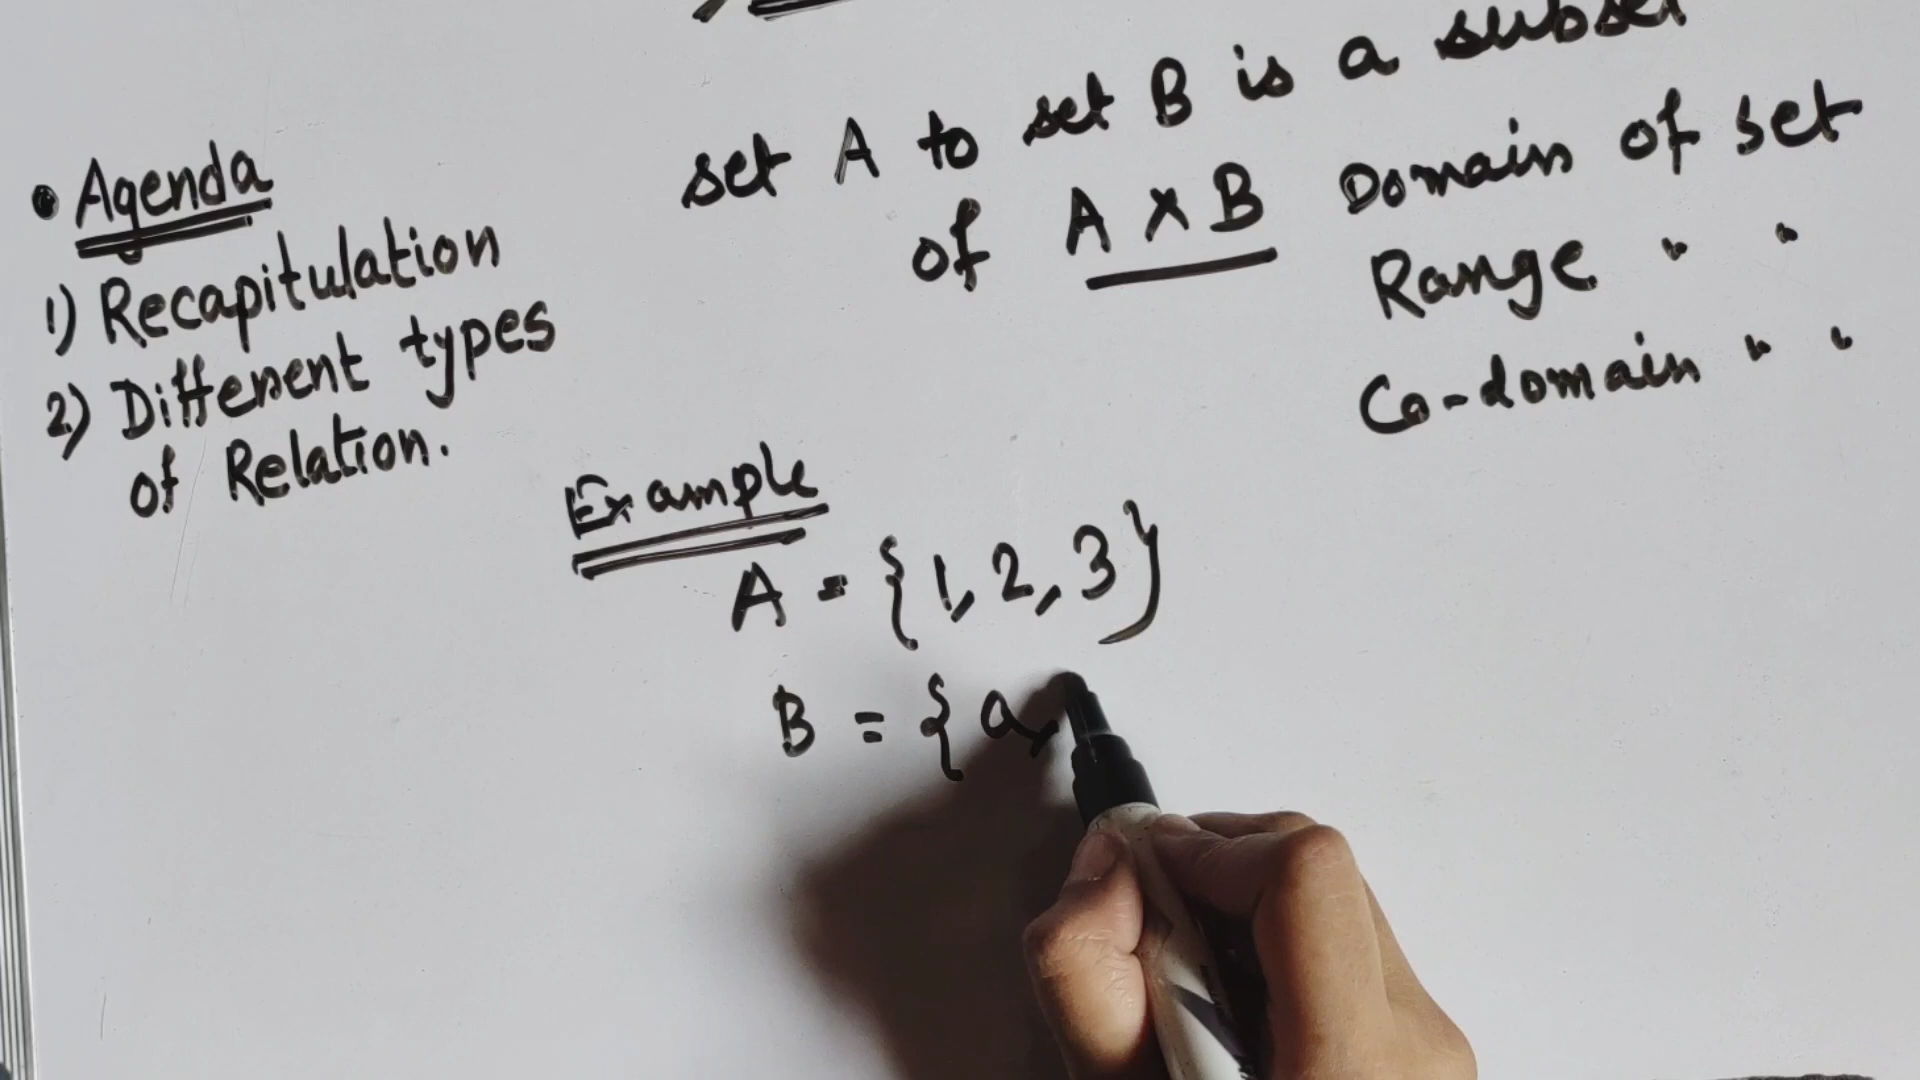 • Agenda
1) Recapitulation
2) Different types
of Relation.
set A to set B is a subset
of A × B
Domain of set
Range " "
Co-domain " "
Example
A = {1, 2, 3}
B = {a,